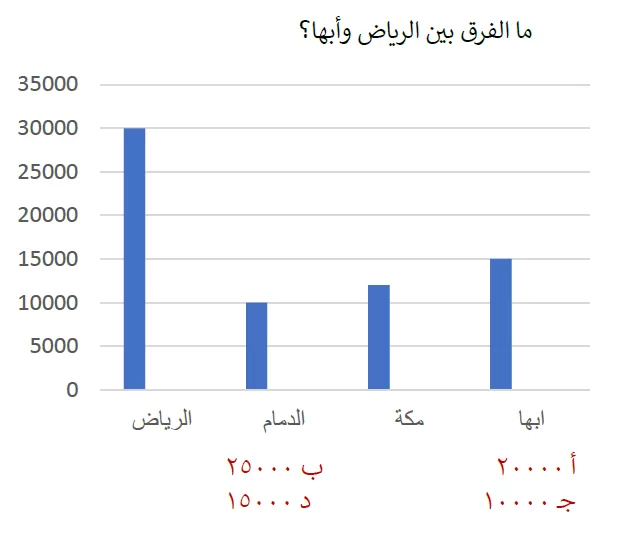 ما الفرق بين الرياض وأبها؟
35000
30000
25000
20000
15000
10000
5000
0
الرياض الدمام مكة ابها
أ ٢٠٠٠٠ ب ٢٥٠٠٠
جـ ١٠٠٠٠ د ١٥٠٠٠